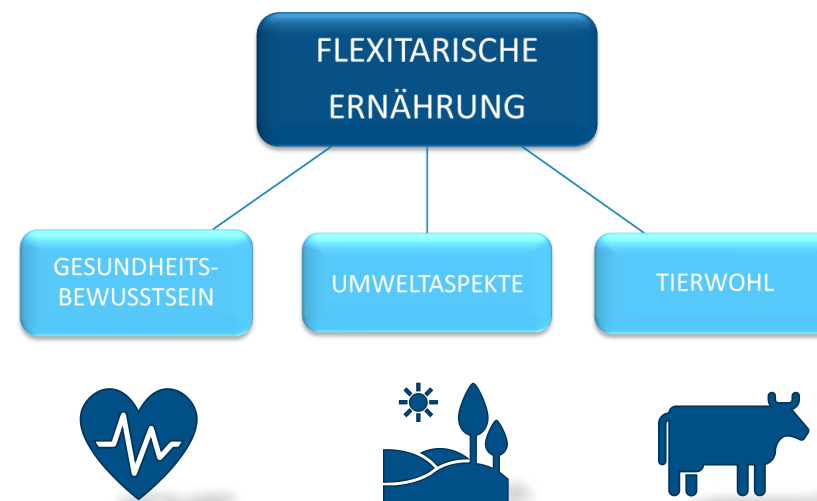 FLEXITARISCHE
ERNÄHRUNG
GESUNDHEITS-
BEWUSSTSEIN
UMWELTASPEKTE
TIERWOHL